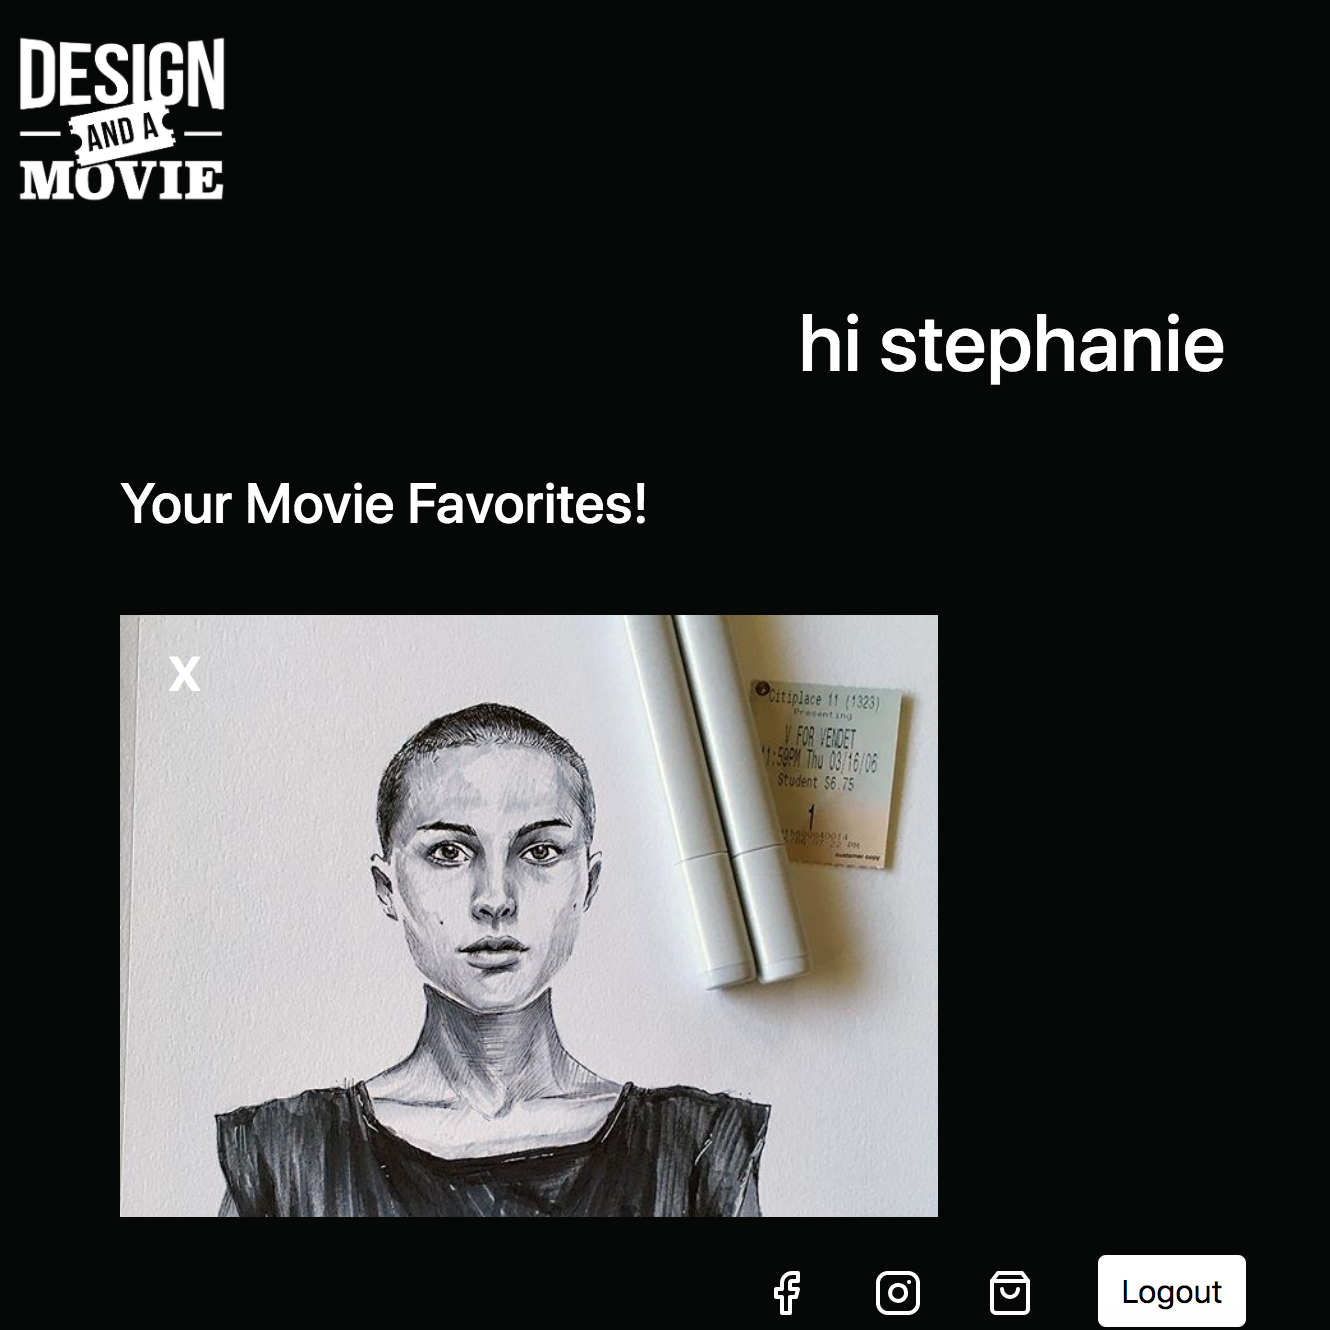 DESIGN
AND A
MOVIE
hi stephanie
Your Movie Favorites!
X
Citiplace 11 (1323)
Presenting
V FOR VENDET
11:59PM Thu 03/16/06
Student $6.75
1
customer copy
Logout